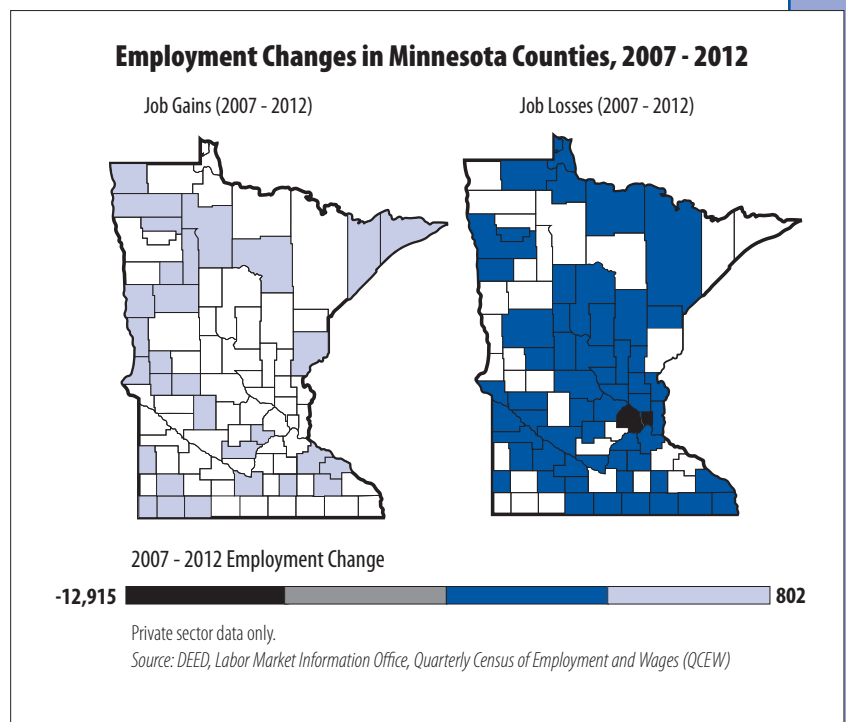 Employment Changes in Minnesota Counties, 2007 - 2012
Job Gains (2007 - 2012)
Job Losses (2007 - 2012)
2007 - 2012 Employment Change
-12,915
802
Private sector data only.
Source: DEED, Labor Market Information Office, Quarterly Census of Employment and Wages (QCEW)